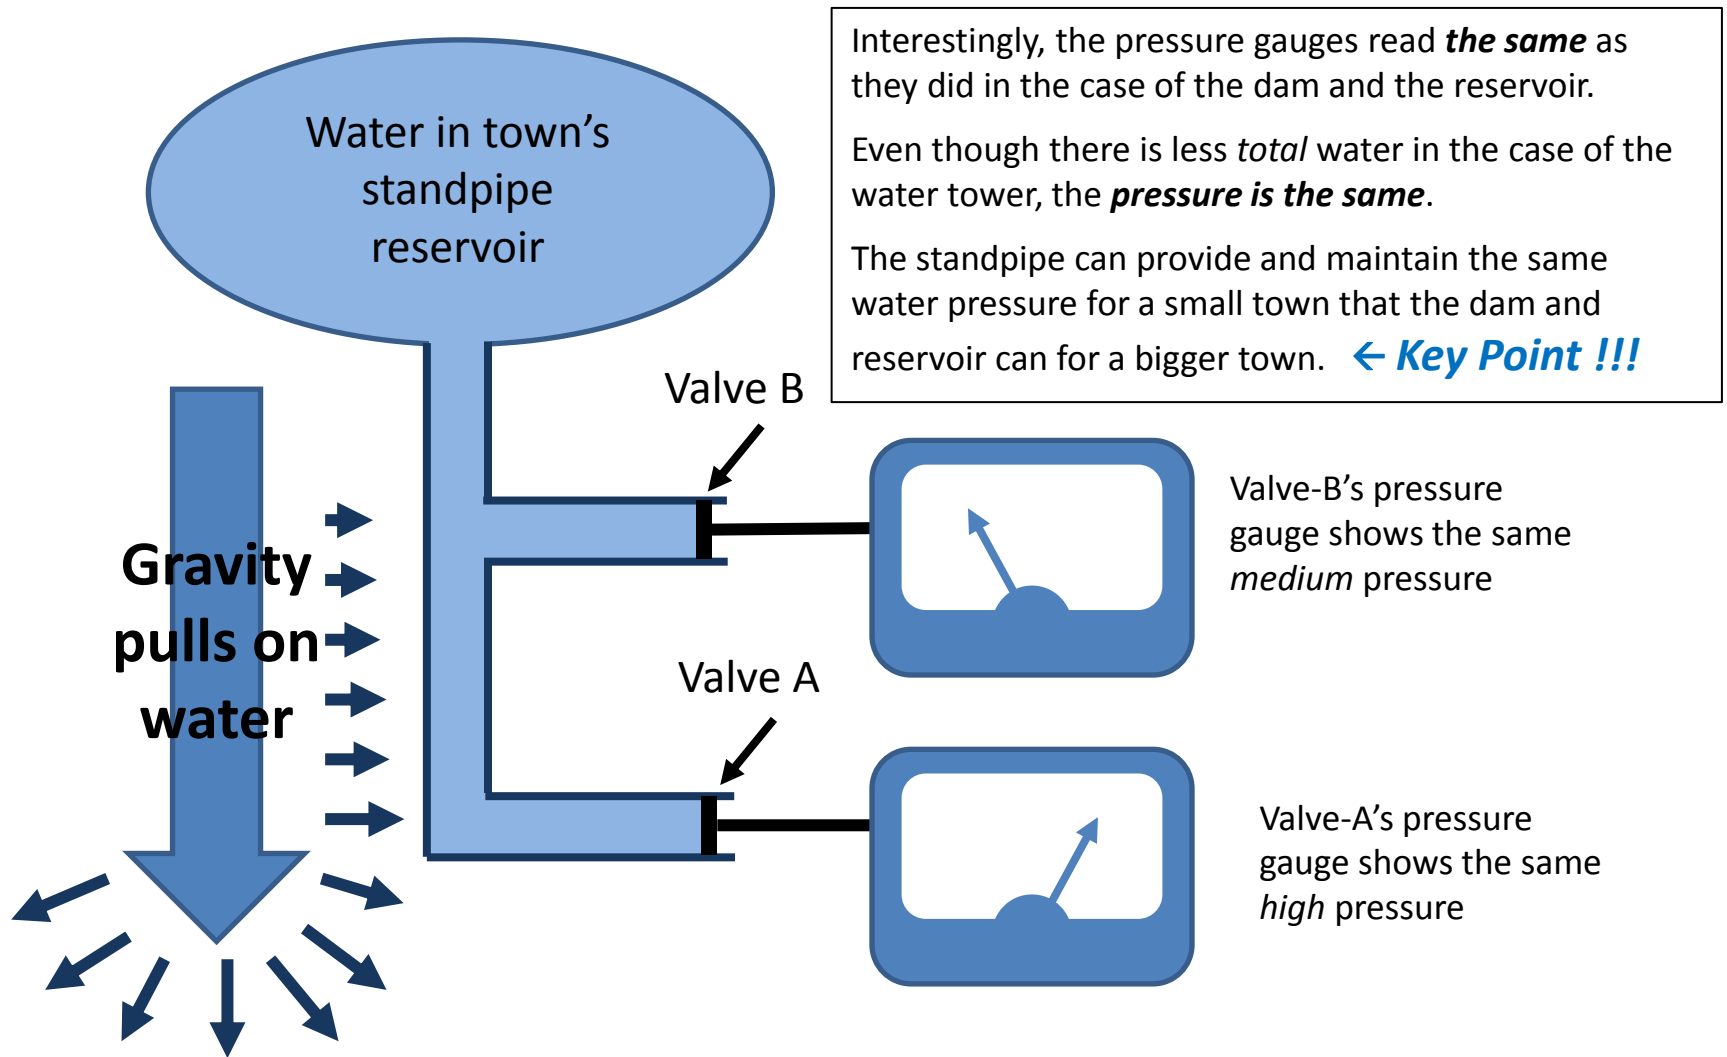 Water in town’s
standpipe
reservoir
Interestingly, the pressure gauges read the same as
they did in the case of the dam and the reservoir.
Even though there is less total water in the case of the
water tower, the pressure is the same.
The standpipe can provide and maintain the same
water pressure for a small town that the dam and
reservoir can for a bigger town. ← Key Point !!!
Valve B
Valve-B’s pressure
gauge shows the same
medium pressure
Gravity
pulls on
water
Valve A
Valve-A’s pressure
gauge shows the same
high pressure